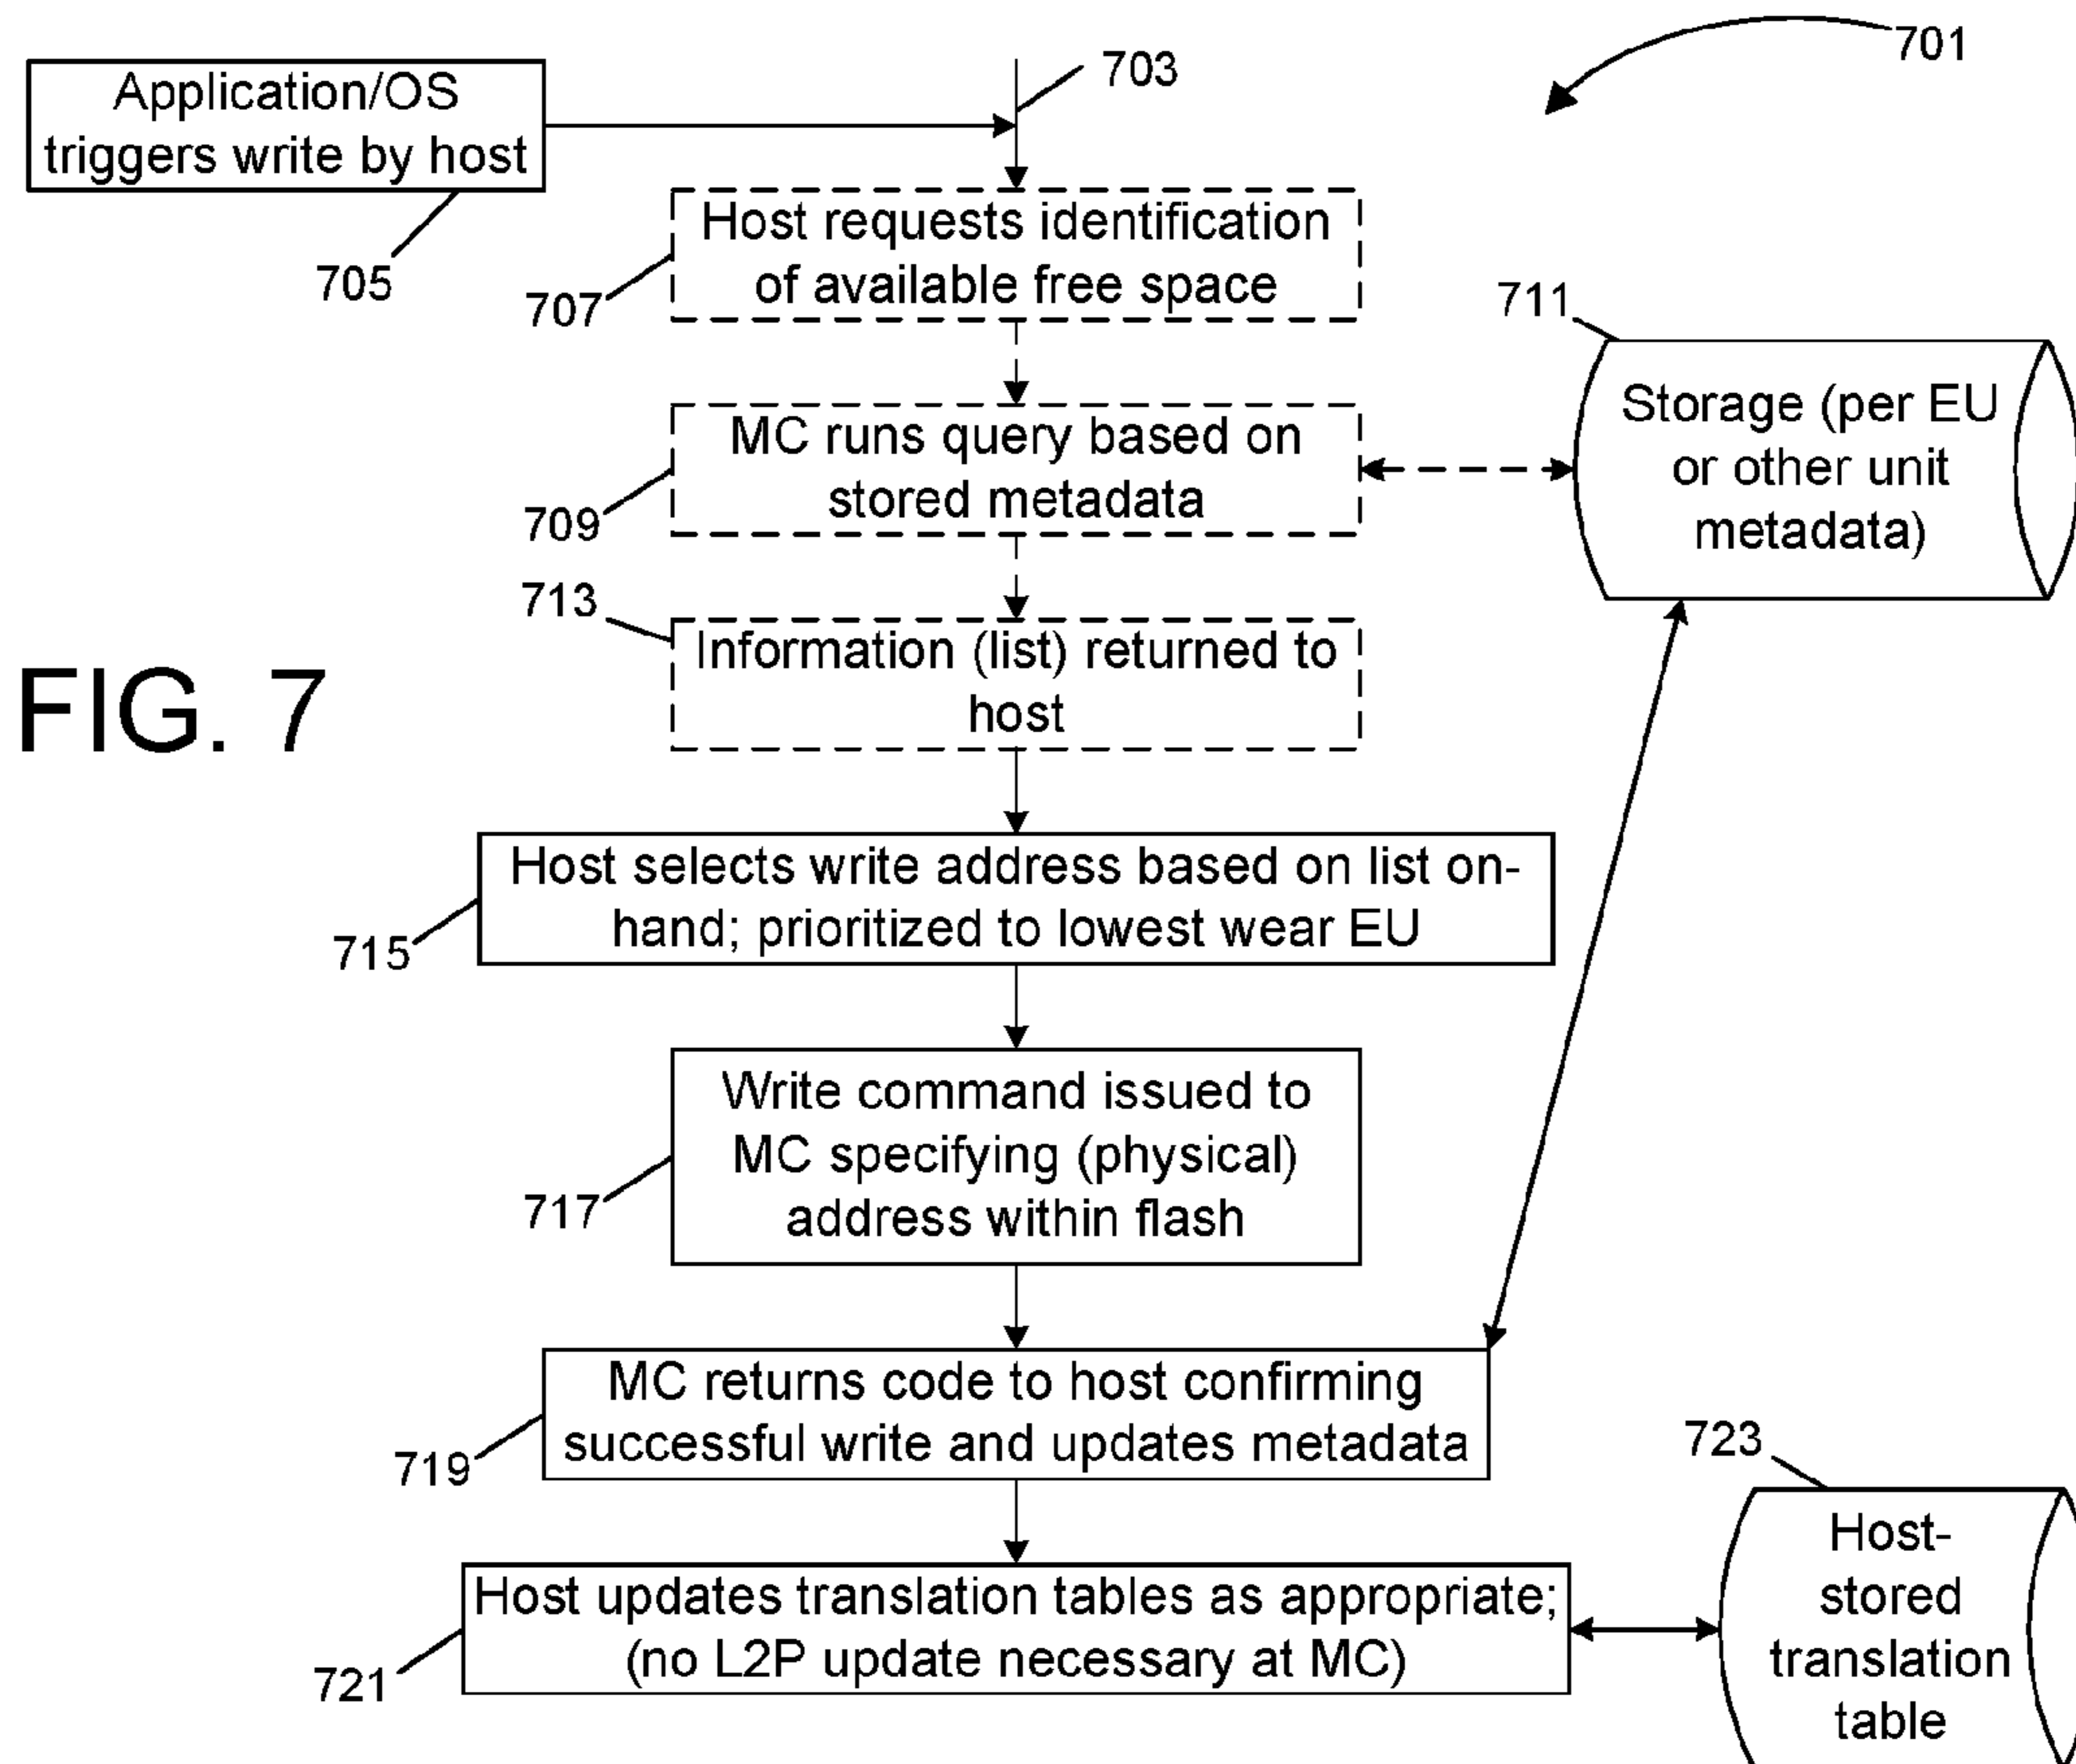 701
703
Application/OS
triggers write by host
705
Host requests identification
of available free space
707
711
Storage (per EU
or other unit
metadata)
MC runs query based on
stored metadata
709
713
Information (list) returned to
host
FIG. 7
Host selects write address based on list on-
hand; prioritized to lowest wear EU
715
Write command issued to
MC specifying (physical)
address within flash
717
MC returns code to host confirming
successful write and updates metadata
719
723
Host-
stored
translation
table
Host updates translation tables as appropriate;
(no L2P update necessary at MC)
721